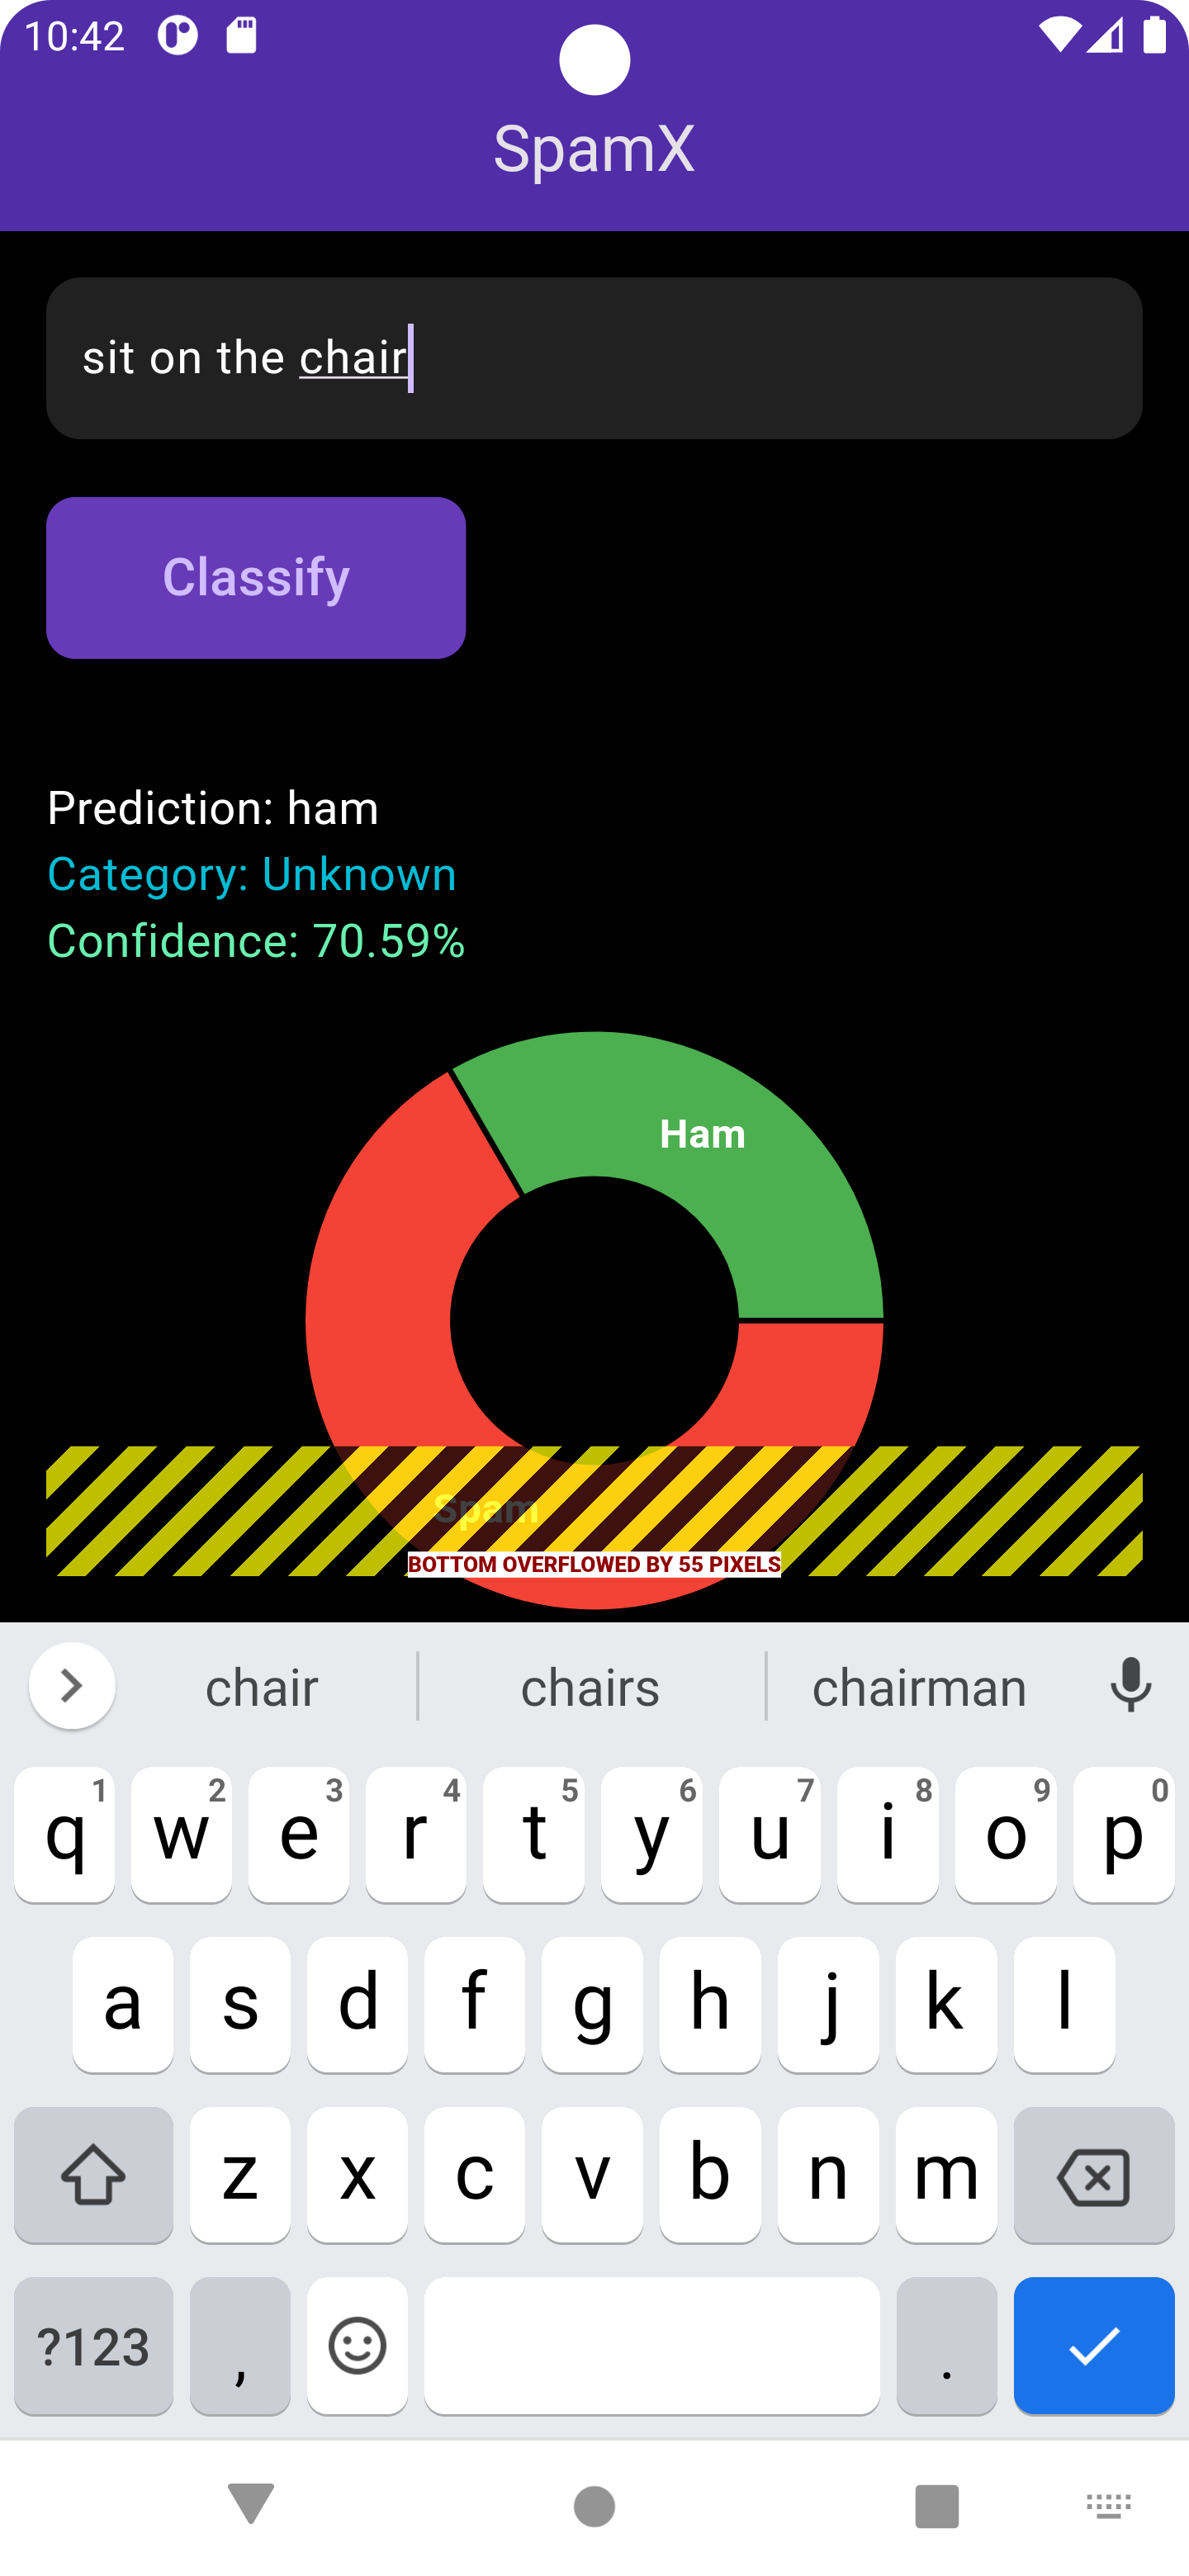 10:42
SpamX
sit on the chair
Classify
Prediction: ham
Category: Unknown
Confidence: 70.59%
Ham
Spam
BOTTOM OVERFLOWED BY 55 PIXELS
chair chairs chairman
1 2 3 4 5 6 7 8 9 0
q w e r t y u i o p
a s d f g h j k l
z x c v b n m
?123 , .